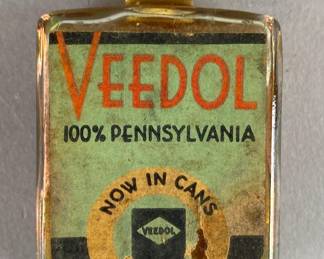 VEEDOL
100% PENNSYLVANIA
NOW IN CANS
VEEDOL